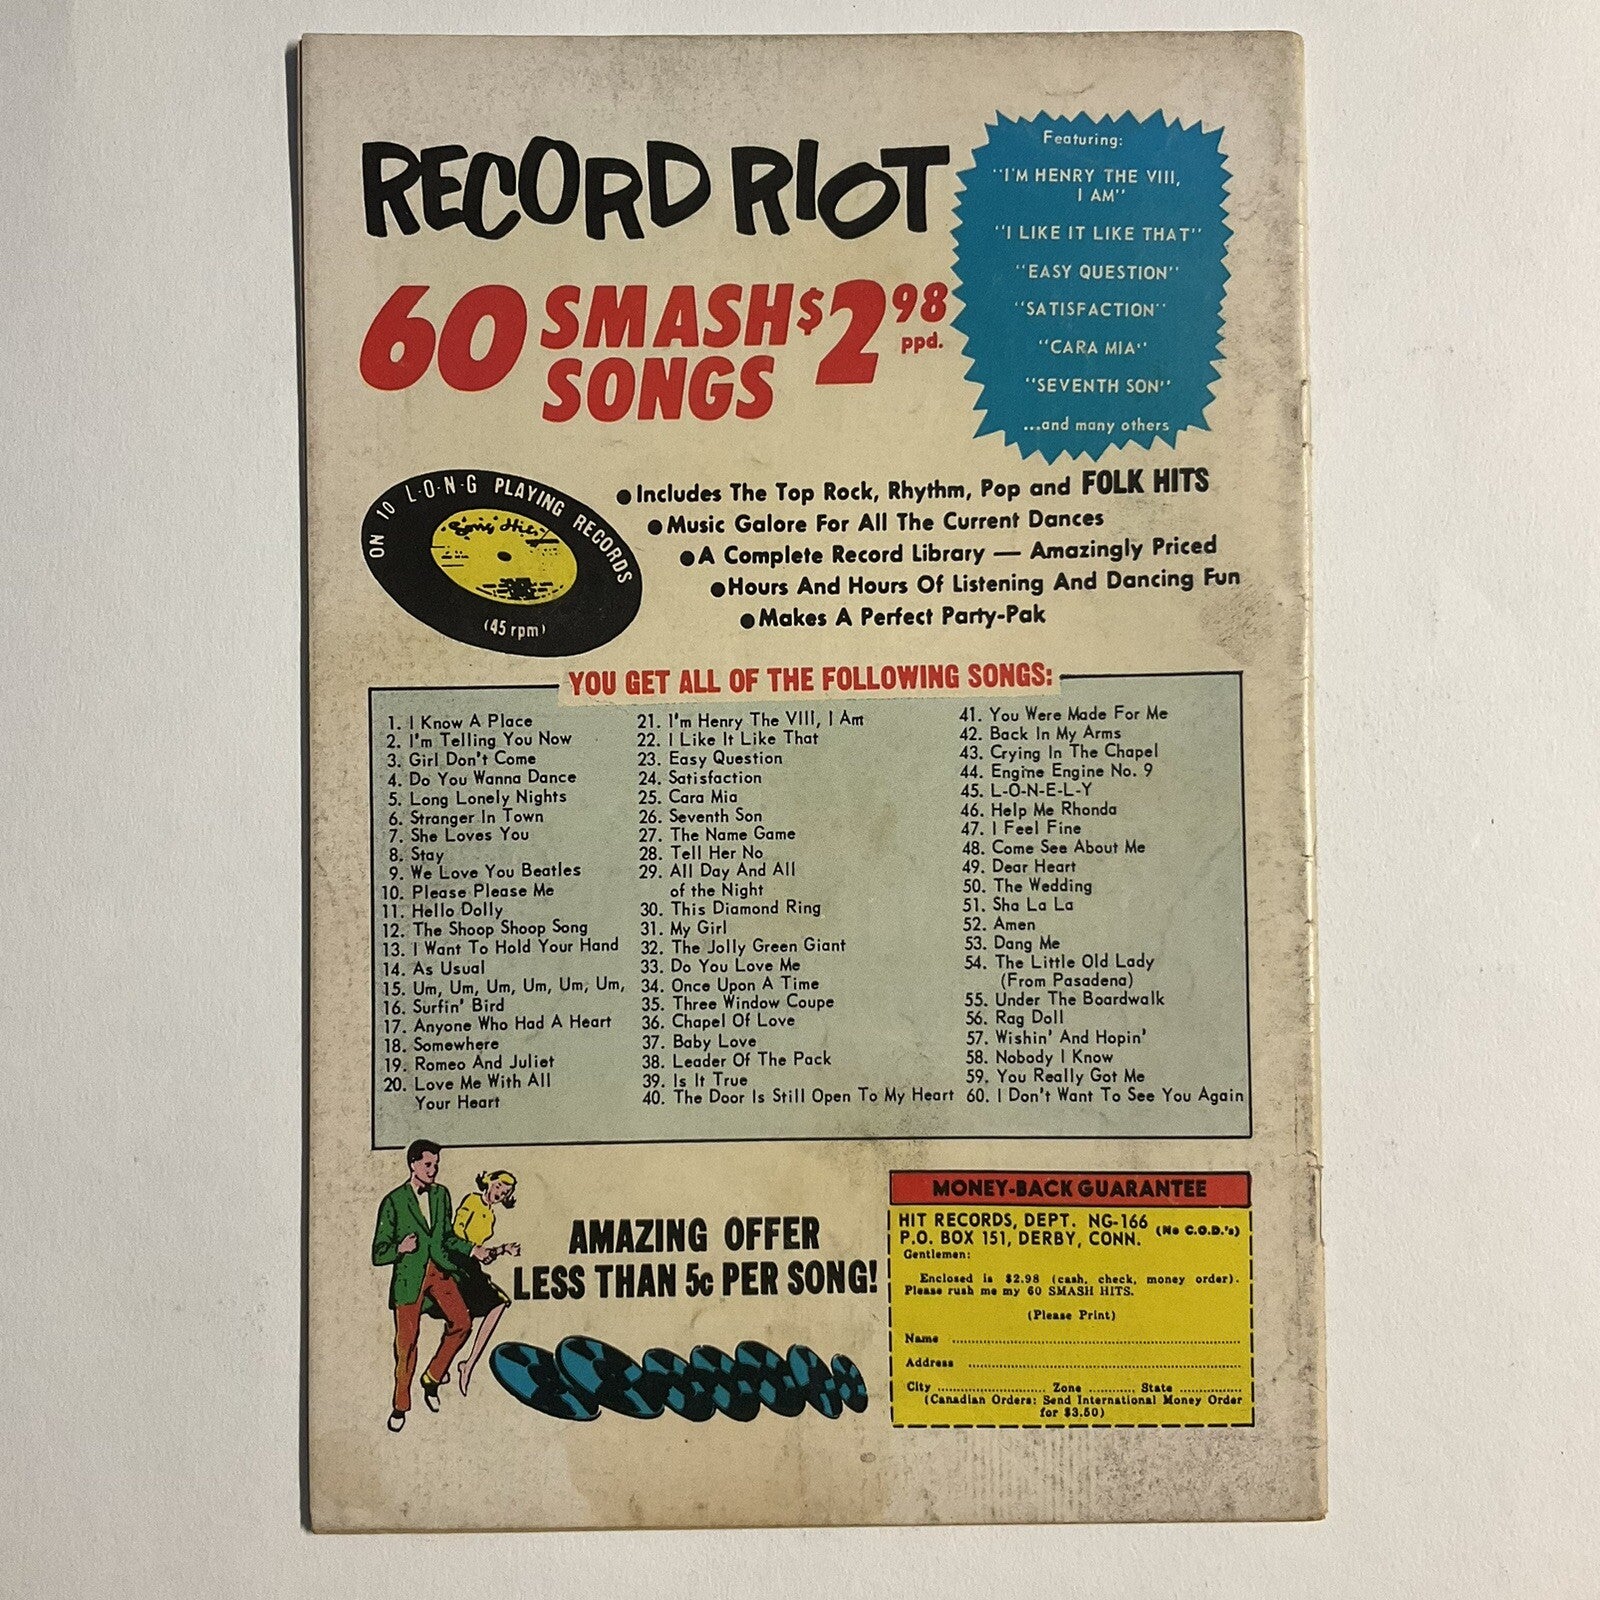 RECORD RIOT
60 SMASH SONGS $2.98 ppd.
Featuring:
"I'M HENRY THE VIII,
I AM"
"I LIKE IT LIKE THAT"
"EASY QUESTION"
"SATISFACTION"
"CARA MIA"
"SEVENTH SON"
...and many others
ON 10 L-O-N-G PLAYING RECORDS
(45 rpm)
●Includes The Top Rock, Rhythm, Pop and FOLK HITS
●Music Galore For All The Current Dances
●A Complete Record Library — Amazingly Priced
●Hours And Hours Of Listening And Dancing Fun
●Makes A Perfect Party-Pak
YOU GET ALL OF THE FOLLOWING SONGS:
1. I Know A Place
2. I'm Telling You Now
3. Girl Don't Come
4. Do You Wanna Dance
5. Long Lonely Nights
6. Stranger In Town
7. She Loves You
8. Stay
9. We Love You Beatles
10. Please Please Me
11. Hello Dolly
12. The Shoop Shoop Song
13. I Want To Hold Your Hand
14. As Usual
15. Um, Um, Um, Um, Um, Um,
16. Surfin' Bird
17. Anyone Who Had A Heart
18. Somewhere
19. Romeo And Juliet
20. Love Me With All
Your Heart
21. I'm Henry The VIII, I Am
22. I Like It Like That
23. Easy Question
24. Satisfaction
25. Cara Mia
26. Seventh Son
27. The Name Game
28. Tell Her No
29. All Day And All
of the Night
30. This Diamond Ring
31. My Girl
32. The Jolly Green Giant
33. Do You Love Me
34. Once Upon A Time
35. Three Window Coupe
36. Chapel Of Love
37. Baby Love
38. Leader Of The Pack
39. Is It True
40. The Door Is Still Open To My Heart
41. You Were Made For Me
42. Back In My Arms
43. Crying In The Chapel
44. Engine Engine No. 9
45. L-O-N-E-L-Y
46. Help Me Rhonda
47. I Feel Fine
48. Come See About Me
49. Dear Heart
50. The Wedding
51. Sha La La
52. Amen
53. Dang Me
54. The Little Old Lady
(From Pasadena)
55. Under The Boardwalk
56. Rag Doll
57. Wishin' And Hopin'
58. Nobody I Know
59. You Really Got Me
60. I Don't Want To See You Again
AMAZING OFFER
LESS THAN 5c PER SONG!
MONEY-BACK GUARANTEE
HIT RECORDS, DEPT. NG-166 (No C.O.D.'s)
P.O. BOX 151, DERBY, CONN.
Gentlemen:
Enclosed is $2.98 (cash, check, money order).
Please rush me my 60 SMASH HITS.
(Please Print)
Name
Address
City Zone State
(Canadian Orders: Send International Money Order
for $3.50)